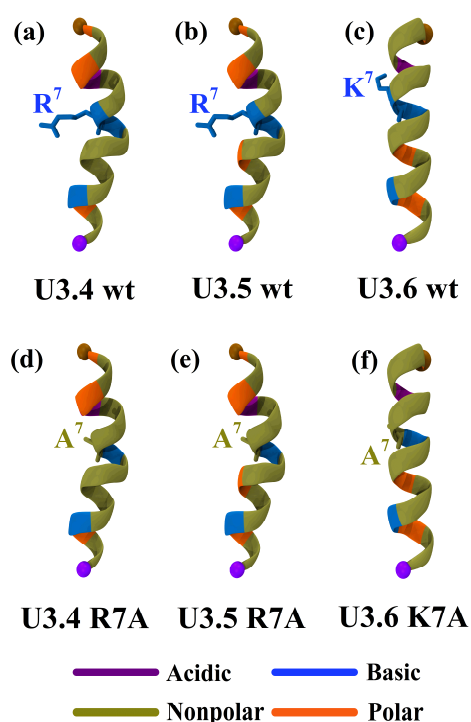 (a) (b) (c)
R⁷ R⁷ K⁷
U3.4 wt U3.5 wt U3.6 wt
(d) (e) (f)
A⁷ A⁷ A⁷
U3.4 R7A U3.5 R7A U3.6 K7A
Acidic Basic
Nonpolar Polar